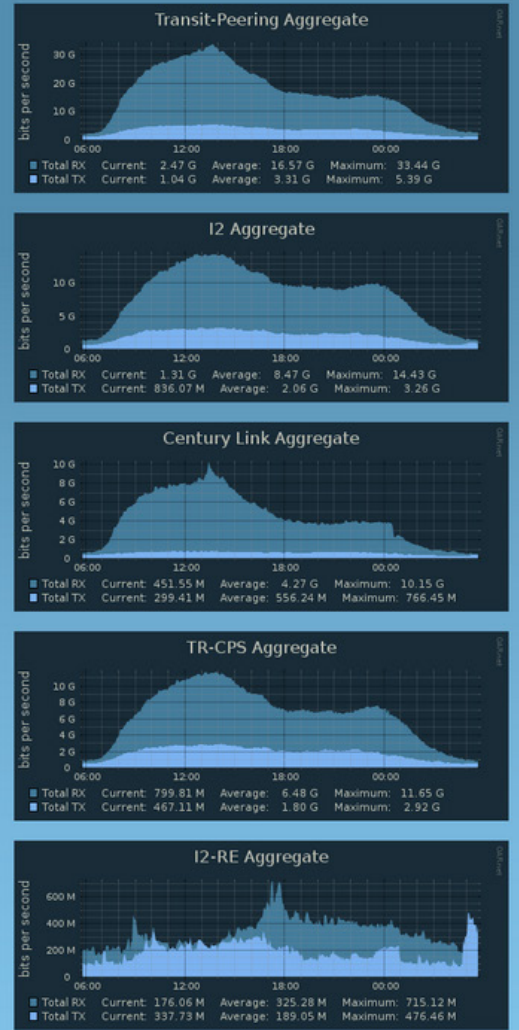 Transit-Peering Aggregate
bits per second
30 G
20 G
10 G
0
06:00 12:00 18:00 00:00
Total RX Current: 2.47 G Average: 16.57 G Maximum: 33.44 G
Total TX Current: 1.04 G Average: 3.31 G Maximum: 5.39 G
I2 Aggregate
bits per second
10 G
5 G
0
06:00 12:00 18:00 00:00
Total RX Current: 1.31 G Average: 8.47 G Maximum: 14.43 G
Total TX Current: 836.07 M Average: 2.06 G Maximum: 3.26 G
Century Link Aggregate
bits per second
10 G
8 G
6 G
4 G
2 G
0
06:00 12:00 18:00 00:00
Total RX Current: 451.55 M Average: 4.27 G Maximum: 10.15 G
Total TX Current: 299.41 M Average: 556.24 M Maximum: 766.45 M
TR-CPS Aggregate
bits per second
10 G
8 G
6 G
4 G
2 G
0
06:00 12:00 18:00 00:00
Total RX Current: 799.81 M Average: 6.48 G Maximum: 11.65 G
Total TX Current: 467.11 M Average: 1.80 G Maximum: 2.92 G
I2-RE Aggregate
bits per second
600 M
400 M
200 M
0
06:00 12:00 18:00 00:00
Total RX Current: 176.06 M Average: 325.28 M Maximum: 715.12 M
Total TX Current: 337.73 M Average: 189.05 M Maximum: 476.46 M